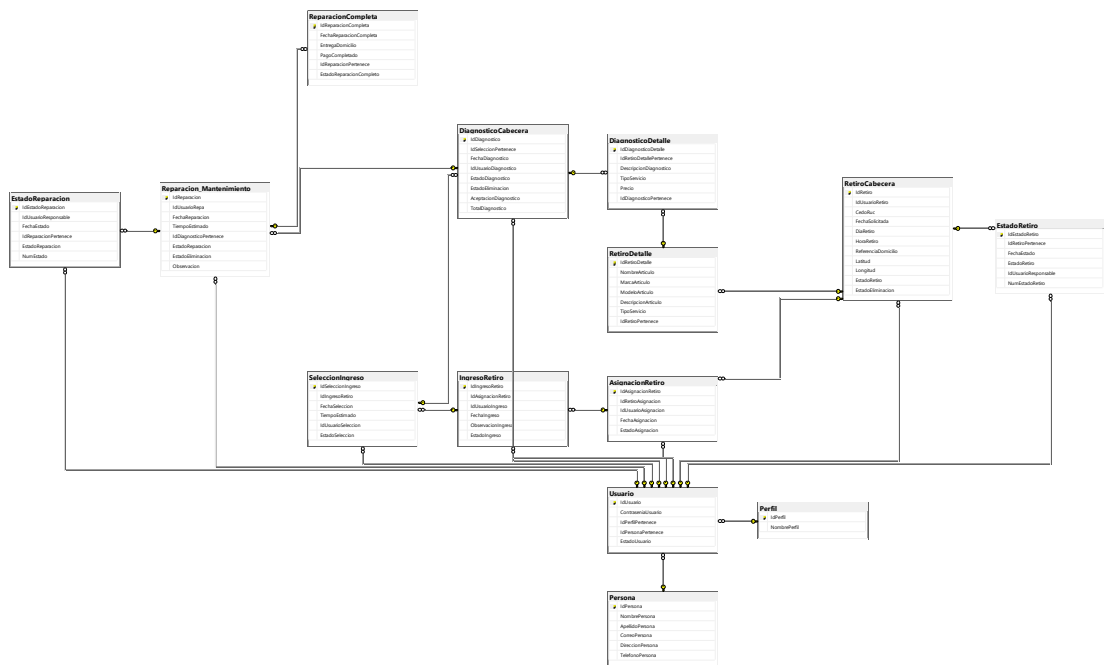 ReparacionCompleta
IdReparacionCompleta
FechaReparacionCompleta
EntregaDomicilio
PagoCompletado
IdReparacionPertenece
EstadoReparacionCompleto
DiagnosticoCabecera
IdDiagnostico
IdSeleccionPertenece
FechaDiagnostico
IdUsuarioDiagnostico
EstadoDiagnostico
EstadoEliminacion
AceptacionDiagnostico
TotalDiagnostico
DiagnosticoDetalle
IdDiagnosticoDetalle
IdRetiroDetallePertenece
DescripcionDiagnostico
TipoServicio
Precio
IdDiagnosticoPertenece
EstadoReparacion
IdEstadoReparacion
IdUsuarioResponsable
FechaEstado
IdReparacionPertenece
EstadoReparacion
NumEstado
Reparacion_Mantenimiento
IdReparacion
IdUsuarioRepa
FechaReparacion
TiempoEstimado
IdDiagnosticoPertenece
EstadoReparacion
EstadoEliminacion
Observacion
RetiroCabecera
IdRetiro
IdUsuarioRetiro
CedoRuc
FechaSolicitada
DiaRetiro
HoraRetiro
ReferenciaDomicilio
Latitud
Longitud
EstadoRetiro
EstadoEliminacion
EstadoRetiro
IdEstadoRetiro
IdRetiroPertenece
FechaEstado
EstadoRetiro
IdUsuarioResponsable
NumEstadoRetiro
RetiroDetalle
IdRetiroDetalle
NombreArticulo
MarcaArticulo
ModeloArticulo
DescripcionArticulo
TipoServicio
IdRetiroPertenece
SeleccionIngreso
IdSeleccionIngreso
IdIngresoRetiro
FechaSeleccion
TiempoEstimado
IdUsuarioSeleccion
EstadoSeleccion
IngresoRetiro
IdIngresoRetiro
IdAsignacionRetiro
IdUsuarioIngreso
FechaIngreso
ObservacionIngreso
EstadoIngreso
AsignacionRetiro
IdAsignacionRetiro
IdRetiroAsignacion
IdUsuarioAsignacion
FechaAsignacion
EstadoAsignacion
Usuario
IdUsuario
ContraseniaUsuario
IdPerfilPertenece
IdPersonaPertenece
EstadoUsuario
Perfil
IdPerfil
NombrePerfil
Persona
IdPersona
NombrePersona
ApellidoPersona
CorreoPersona
DireccionPersona
TelefonoPersona